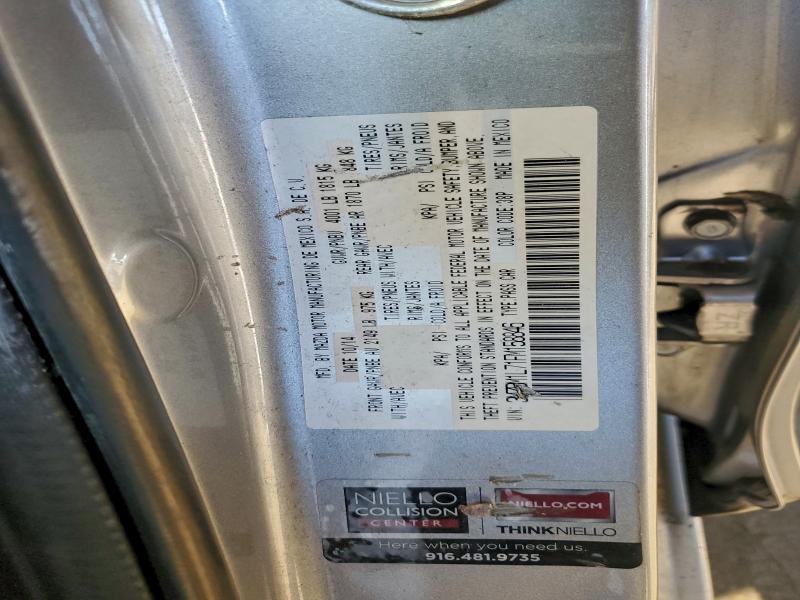 MFD. BY MAZDA MOTOR MANUFACTURING DE MEXICO S.A. DE C.V.
DATE 10/14 GVWR/PNBV 4001 LB 1815 KG
FRONT GAWR/PNBE AV 2149 LB 975 KG REAR GAWR/PNBE AR 1870 LB 848 KG
WITH/AVEC TIRES/PNEUS WITH/AVEC TIRES/PNEUS
RIMS/JANTES RIMS/JANTES
KPA/ PSI COLD/A FROID KPA/ PSI COLD/A FROID
THIS VEHICLE CONFORMS TO ALL APPLICABLE FEDERAL MOTOR VEHICLE SAFETY, BUMPER AND
THEFT PREVENTION STANDARDS IN EFFECT ON THE DATE OF MANUFACTURE SHOWN ABOVE.
VIN: TYPE PASS CAR COLOR CODE:38P MADE IN MEXICO
NIELLO
COLLISION
CENTER
NIELLO.COM
THINKNIELLO
Here when you need us.
916.481.9735